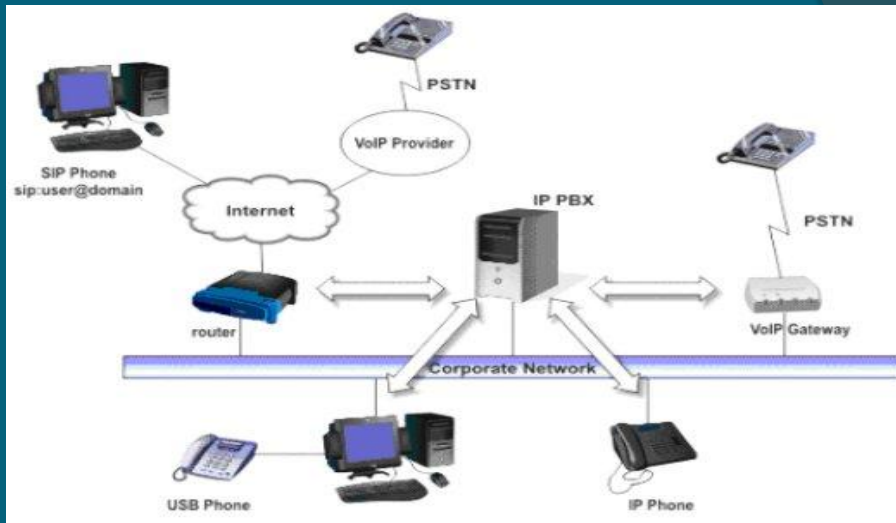 PSTN
VoIP Provider
SIP Phone
sip:user@domain
Internet
IP PBX
PSTN
router
VoIP Gateway
Corporate Network
USB Phone
IP Phone